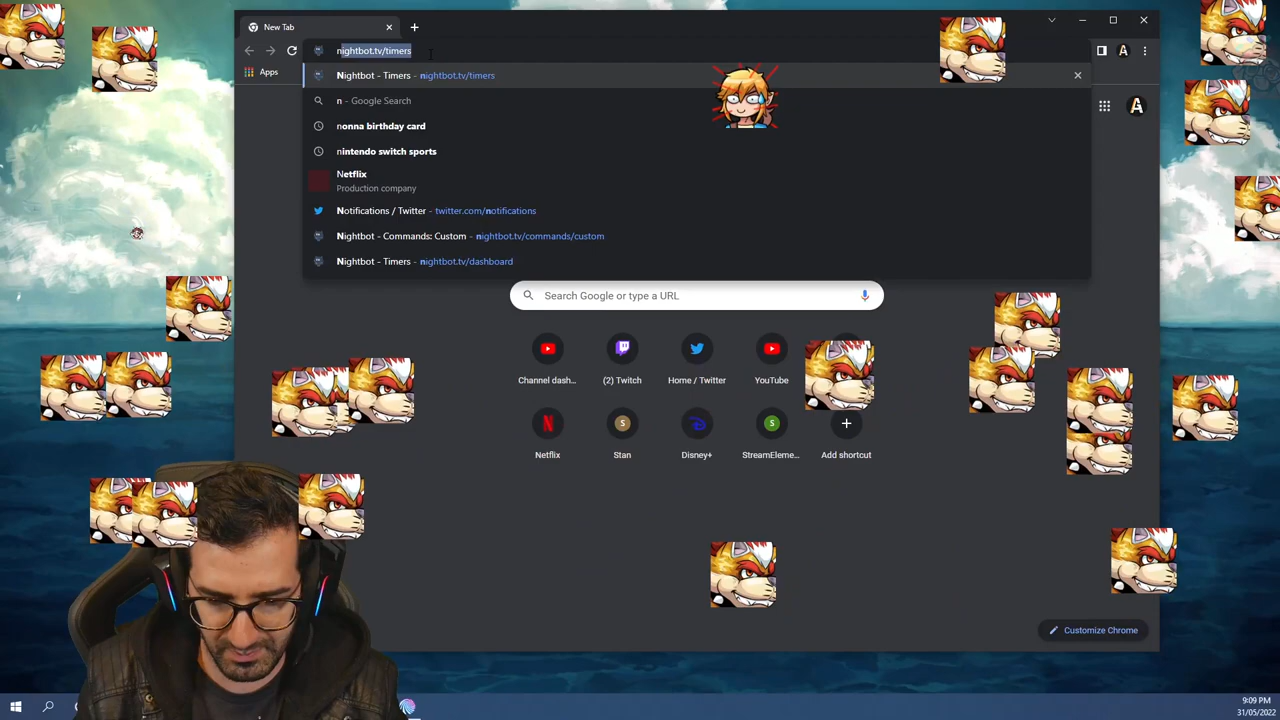 New Tab
nightbot.tv/timers
Apps
Nightbot - Timers - nightbot.tv/timers
n - Google Search
nonna birthday card
nintendo switch sports
Netflix
Production company
Notifications / Twitter - twitter.com/notifications
Nightbot - Commands: Custom - nightbot.tv/commands/custom
Nightbot - Timers - nightbot.tv/dashboard
Search Google or type a URL
Channel dash... (2) Twitch Home / Twitter YouTube
S S
Netflix Stan Disney+ StreamEleme... Add shortcut
Customize Chrome
9:09 PM
31/05/2022